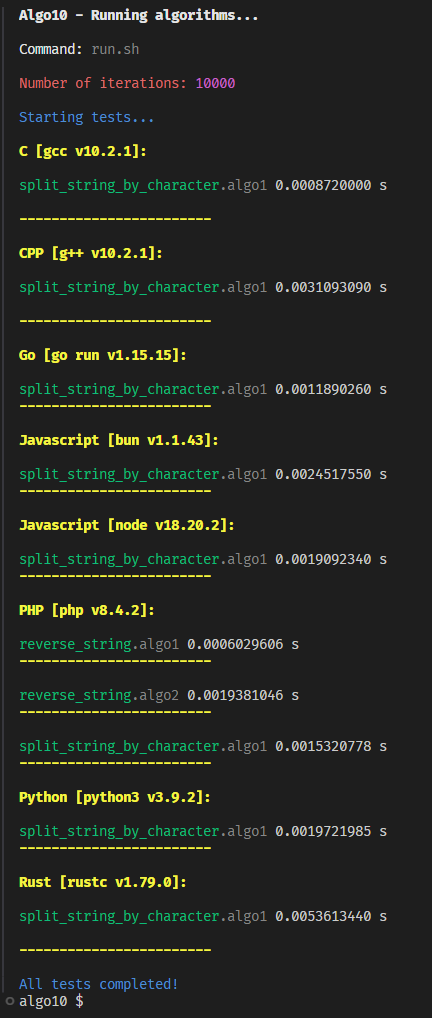 Algo10 - Running algorithms...
Command: run.sh
Number of iterations: 10000
Starting tests...
C [gcc v10.2.1]:
split_string_by_character.algo1 0.0008720000 s
------------------------
CPP [g++ v10.2.1]:
split_string_by_character.algo1 0.0031093090 s
------------------------
Go [go run v1.15.15]:
split_string_by_character.algo1 0.0011890260 s
------------------------
Javascript [bun v1.1.43]:
split_string_by_character.algo1 0.0024517550 s
------------------------
Javascript [node v18.20.2]:
split_string_by_character.algo1 0.0019092340 s
------------------------
PHP [php v8.4.2]:
reverse_string.algo1 0.0006029606 s
------------------------
reverse_string.algo2 0.0019381046 s
------------------------
split_string_by_character.algo1 0.0015320778 s
------------------------
Python [python3 v3.9.2]:
split_string_by_character.algo1 0.0019721985 s
------------------------
Rust [rustc v1.79.0]:
split_string_by_character.algo1 0.0053613440 s
------------------------
All tests completed!
algo10 $